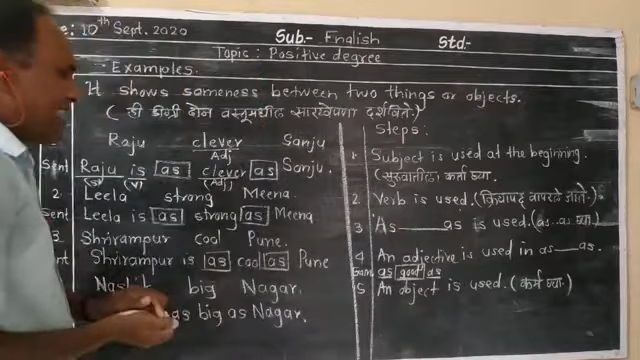 e: 10th Sept. 2020 Sub.- English Std-
Topic: Positive degree
Examples.
It shows sameness between two things or objects.
( ही डिग्री दोन वस्तूमधील सारखेपणा दर्शविते.)
Raju clever Sanju
Adj
Sent Raju is as clever as Sanju.
(S) (V) (Adj)
2. Leela strong Meena.
Sent Leela is as strong as Meena
3. Shrirampur cool Pune.
Shrirampur is as cool as Pune
Nashik big Nagar.
as big as Nagar.
Steps:
1. Subject is used at the beginning.
(सुरुवातीला कर्ता घ्या.)
2. Verb is used. (क्रियापद वापरले जाते)
3 As ___ as is used. (as..as घ्या)
4 An adjective is used in as ___ as.
as good as
5. An object is used. (कर्म घ्या.)